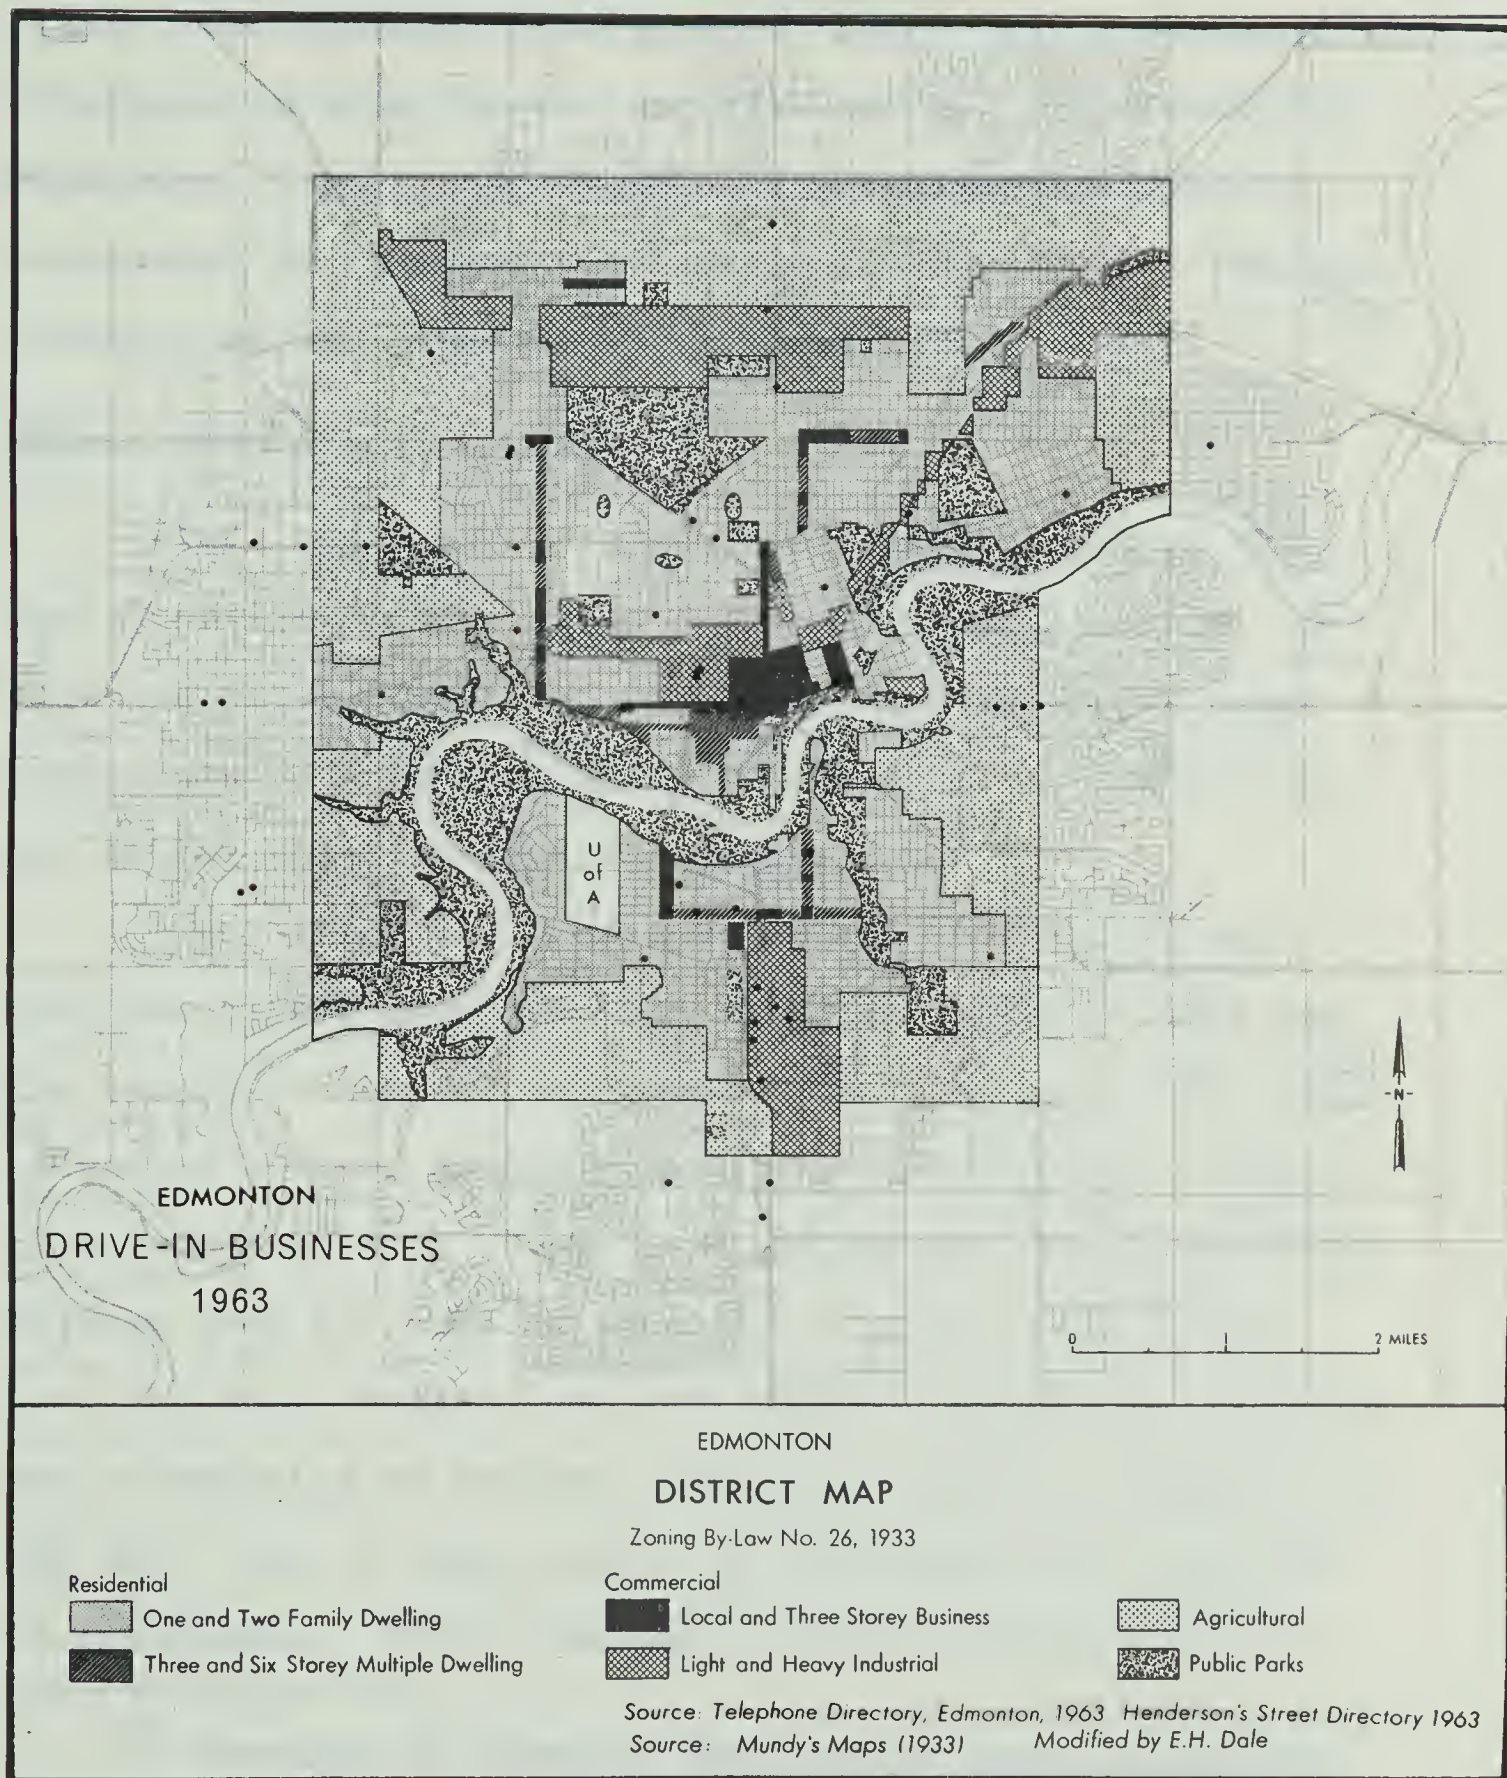 U
of
A
-N-
EDMONTON
DRIVE-IN BUSINESSES
1963
0 1 2 MILES
EDMONTON
DISTRICT MAP
Zoning By-Law No. 26, 1933
Residential
One and Two Family Dwelling
Three and Six Storey Multiple Dwelling
Commercial
Local and Three Storey Business
Light and Heavy Industrial
Agricultural
Public Parks
Source: Telephone Directory, Edmonton, 1963 Henderson's Street Directory 1963
Source: Mundy's Maps (1933) Modified by E.H. Dale